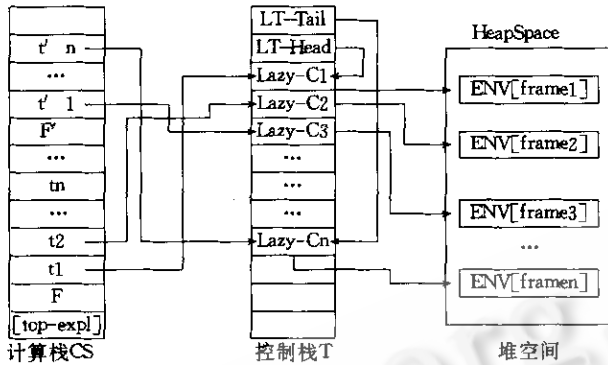 t′ n
...
t′ 1
F′
...
tn
...
t2
t1
F
[top-expl]
计算栈CS
LT-Tail
LT-Head
Lazy-C1
Lazy-C2
Lazy-C3
...
...
...
Lazy-Cn
控制栈T
HeapSpace
ENV[frame1]
ENV[frame2]
ENV[frame3]
...
ENV[framen]
堆空间